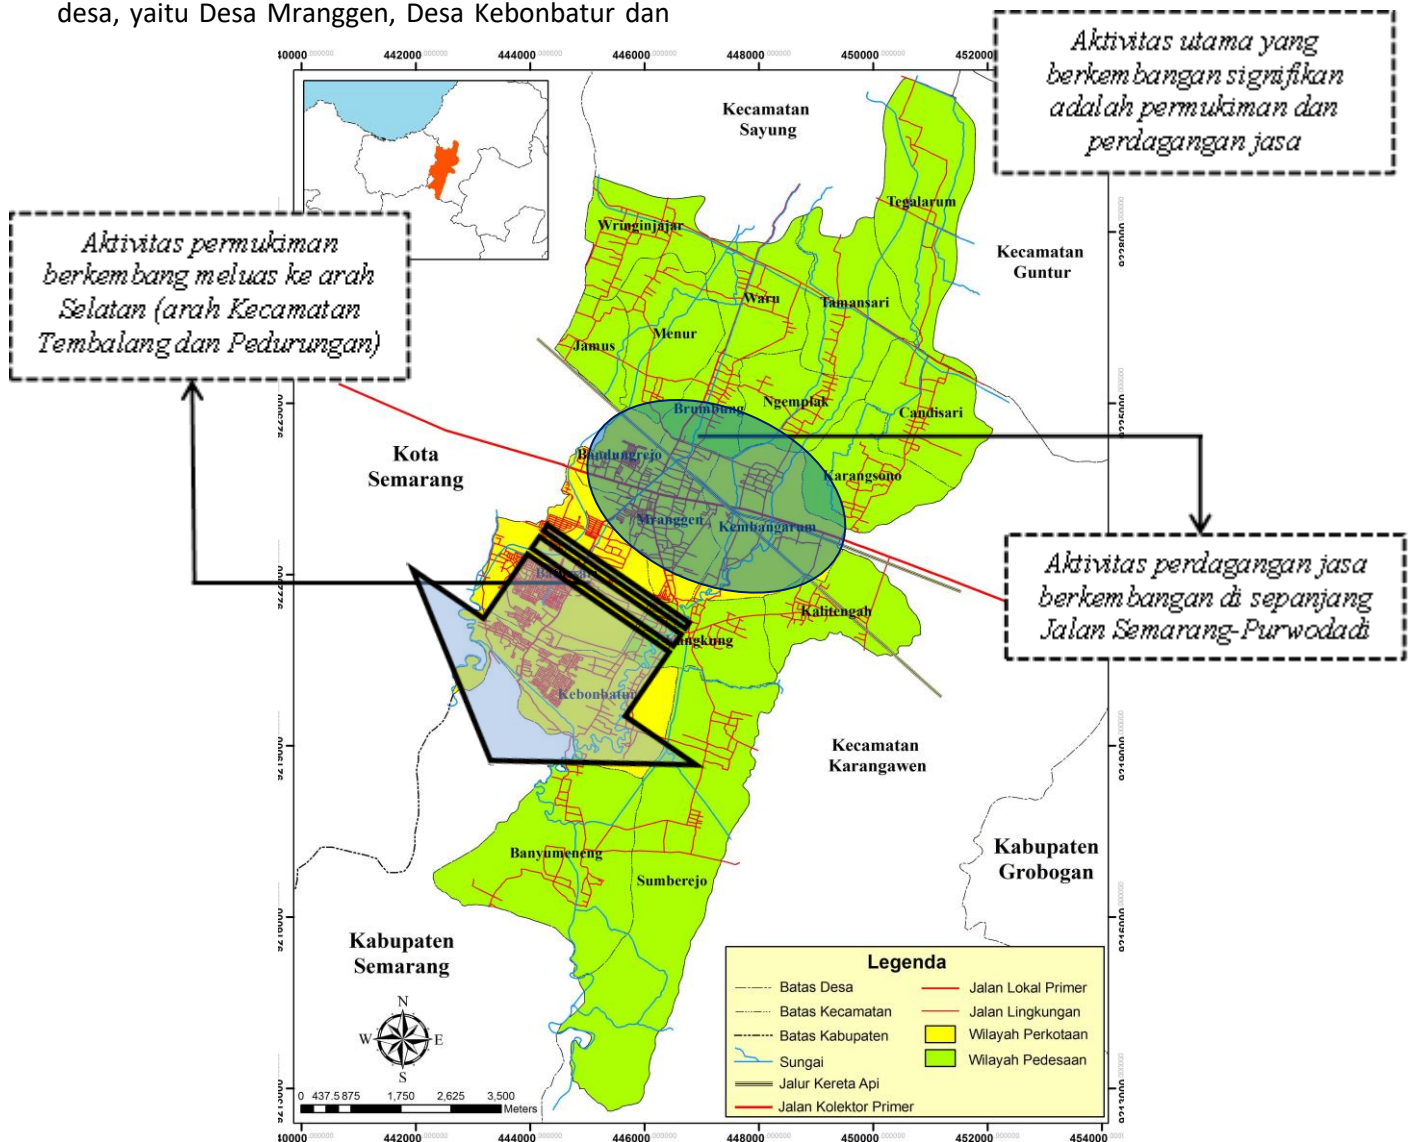 desa, yaitu Desa Mranggen, Desa Kebonbatur dan
442000
444000
446000
448000
450000
Aktivitas utama yang
berkembangan signifikan
adalah permukiman dan
perdagangan jasa
Kecamatan
Sayung
Tegalarum
Wringinjajar
Kecamatan
Guntur
Aktivitas permukiman
berkembang meluas ke arah
Selatan (arah Kecamatan
Tembalang dan Pedurungan)
Waru
Tamansari
Menur
Jamus
Ngemplak
Brumbung
Candisari
Kota
Semarang
Bandungrejo
Karangsono
Mranggen
Kembangarum
Aktivitas perdagangan jasa
berkembangan di sepanjang
Jalan Semarang-Purwodadi
Kalitengah
Kebonbatur
Kecamatan
Karangawen
Kabupaten
Grobogan
Banyumeneng
Sumberejo
Kabupaten
Semarang
N
W
E
S
0 437.5 875 1,750 2,625 3,500
Meters
Legenda
Batas Desa
Batas Kecamatan
Batas Kabupaten
Sungai
Jalur Kereta Api
Jalan Kolektor Primer
Jalan Lokal Primer
Jalan Lingkungan
Wilayah Perkotaan
Wilayah Pedesaan
442000
444000
446000
448000
450000
452000
454000